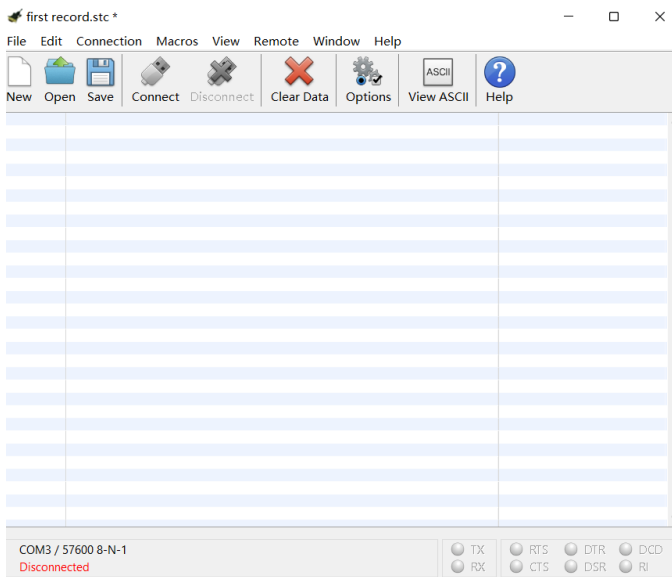 first record.stc *
File Edit Connection Macros View Remote Window Help
ASCII
New Open Save Connect Disconnect Clear Data Options View ASCII Help
COM3 / 57600 8-N-1
Disconnected
TX RTS DTR DCD
RX CTS DSR RI